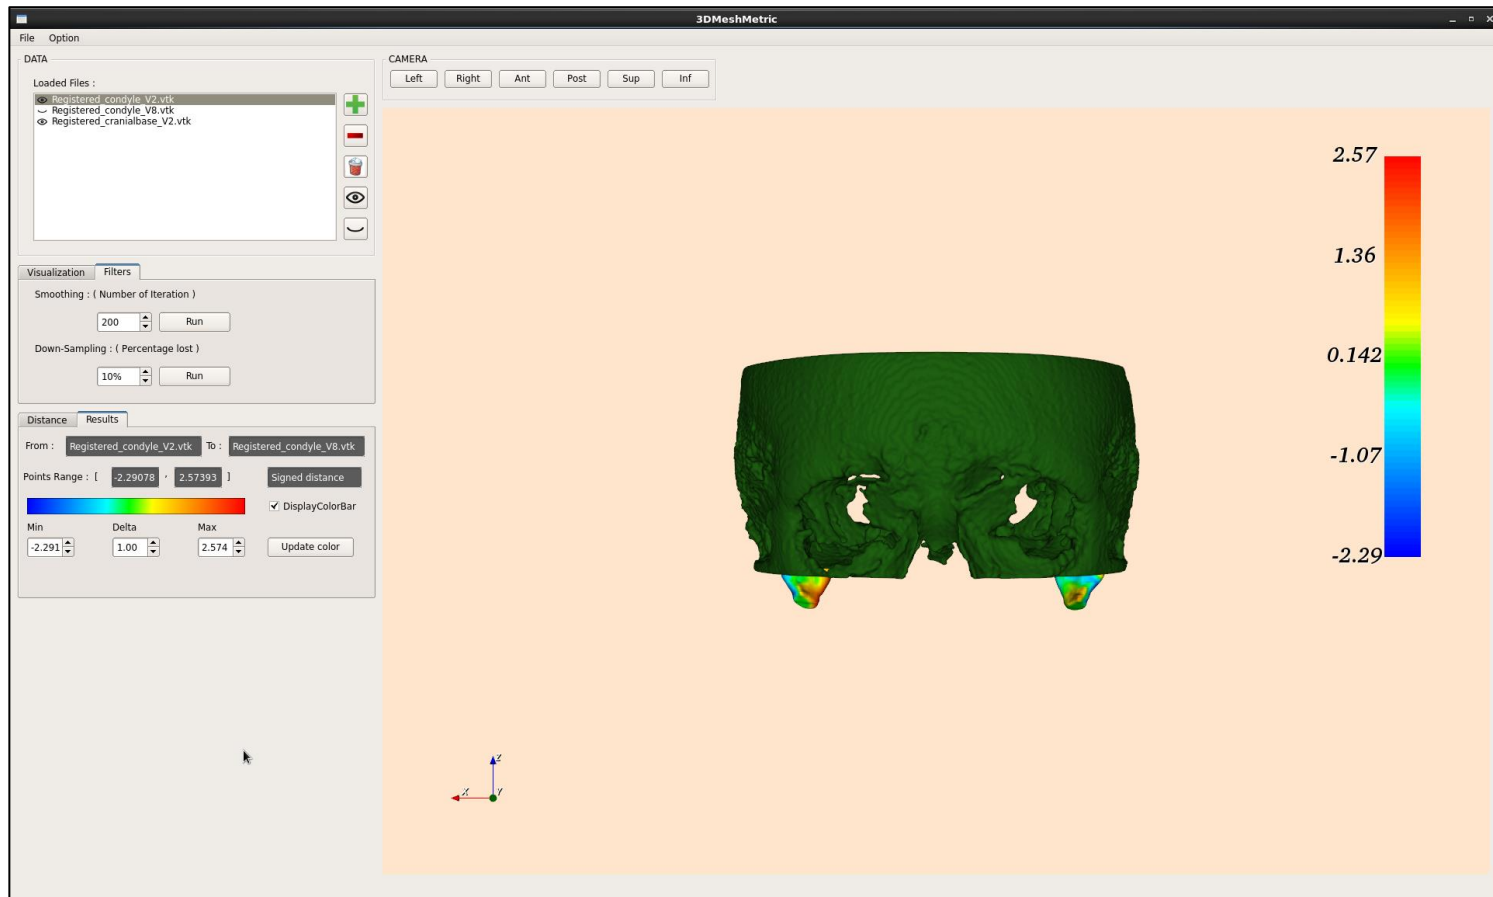 3DMeshMetric
File Option
DATA
Loaded Files :
Registered_condyle_V2.vtk
Registered_condyle_V8.vtk
Registered_cranialbase_V2.vtk
CAMERA
Left Right Ant Post Sup Inf
Visualization Filters
Smoothing : ( Number of Iteration )
200 Run
Down-Sampling : ( Percentage lost )
10% Run
Distance Results
From : Registered_condyle_V2.vtk To : Registered_condyle_V8.vtk
Points Range : [ -2.29078 , 2.57393 ] Signed distance
DisplayColorBar
Min Delta Max
-2.291 1.00 2.574 Update color
2.57
1.36
0.142
-1.07
-2.29
Z
X Y